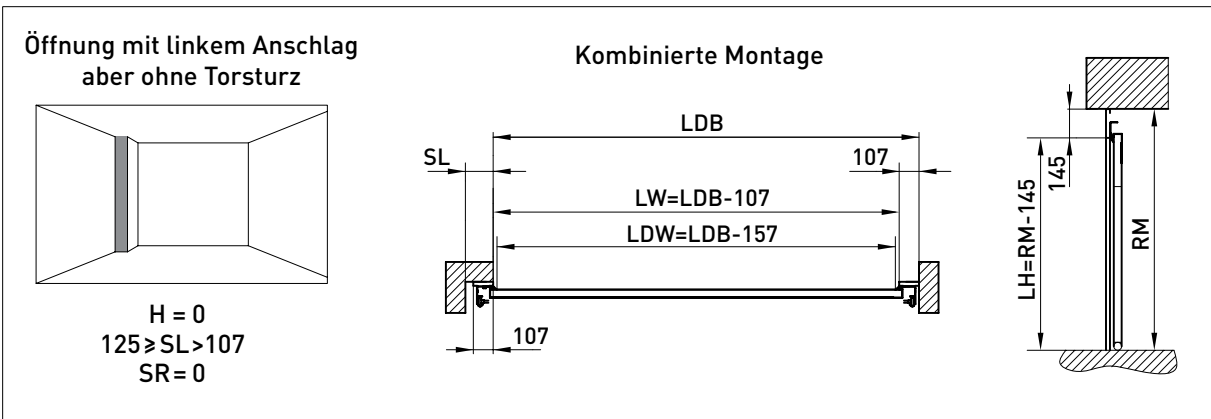 Öffnung mit linkem Anschlag
aber ohne Torsturz
H = 0
125⩾SL>107
SR= 0
Kombinierte Montage
LDB
SL
107
LW=LDB-107
LDW=LDB-157
107
145
LH=RM-145
RM